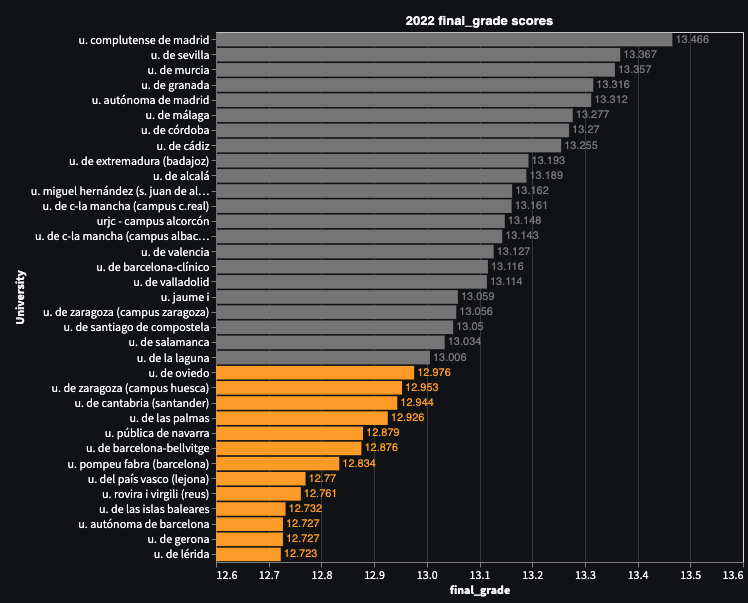 2022 final_grade scores
University
u. complutense de madrid 13.466
u. de sevilla 13.367
u. de murcia 13.357
u. de granada 13.316
u. autónoma de madrid 13.312
u. de málaga 13.277
u. de córdoba 13.27
u. de cádiz 13.255
u. de extremadura (badajoz) 13.193
u. de alcalá 13.189
u. miguel hernández (s. juan de al… 13.162
u. de c-la mancha (campus c.real) 13.161
urjc - campus alcorcón 13.148
u. de c-la mancha (campus albac… 13.143
u. de valencia 13.127
u. de barcelona-clínico 13.116
u. de valladolid 13.114
u. jaume i 13.059
u. de zaragoza (campus zaragoza) 13.056
u. de santiago de compostela 13.05
u. de salamanca 13.034
u. de la laguna 13.006
u. de oviedo 12.976
u. de zaragoza (campus huesca) 12.953
u. de cantabria (santander) 12.944
u. de las palmas 12.926
u. pública de navarra 12.879
u. de barcelona-bellvitge 12.876
u. pompeu fabra (barcelona) 12.834
u. del país vasco (lejona) 12.77
u. rovira i virgili (reus) 12.761
u. de las islas baleares 12.732
u. autónoma de barcelona 12.727
u. de gerona 12.727
u. de lérida 12.723
12.6 12.7 12.8 12.9 13.0 13.1 13.2 13.3 13.4 13.5 13.6
final_grade